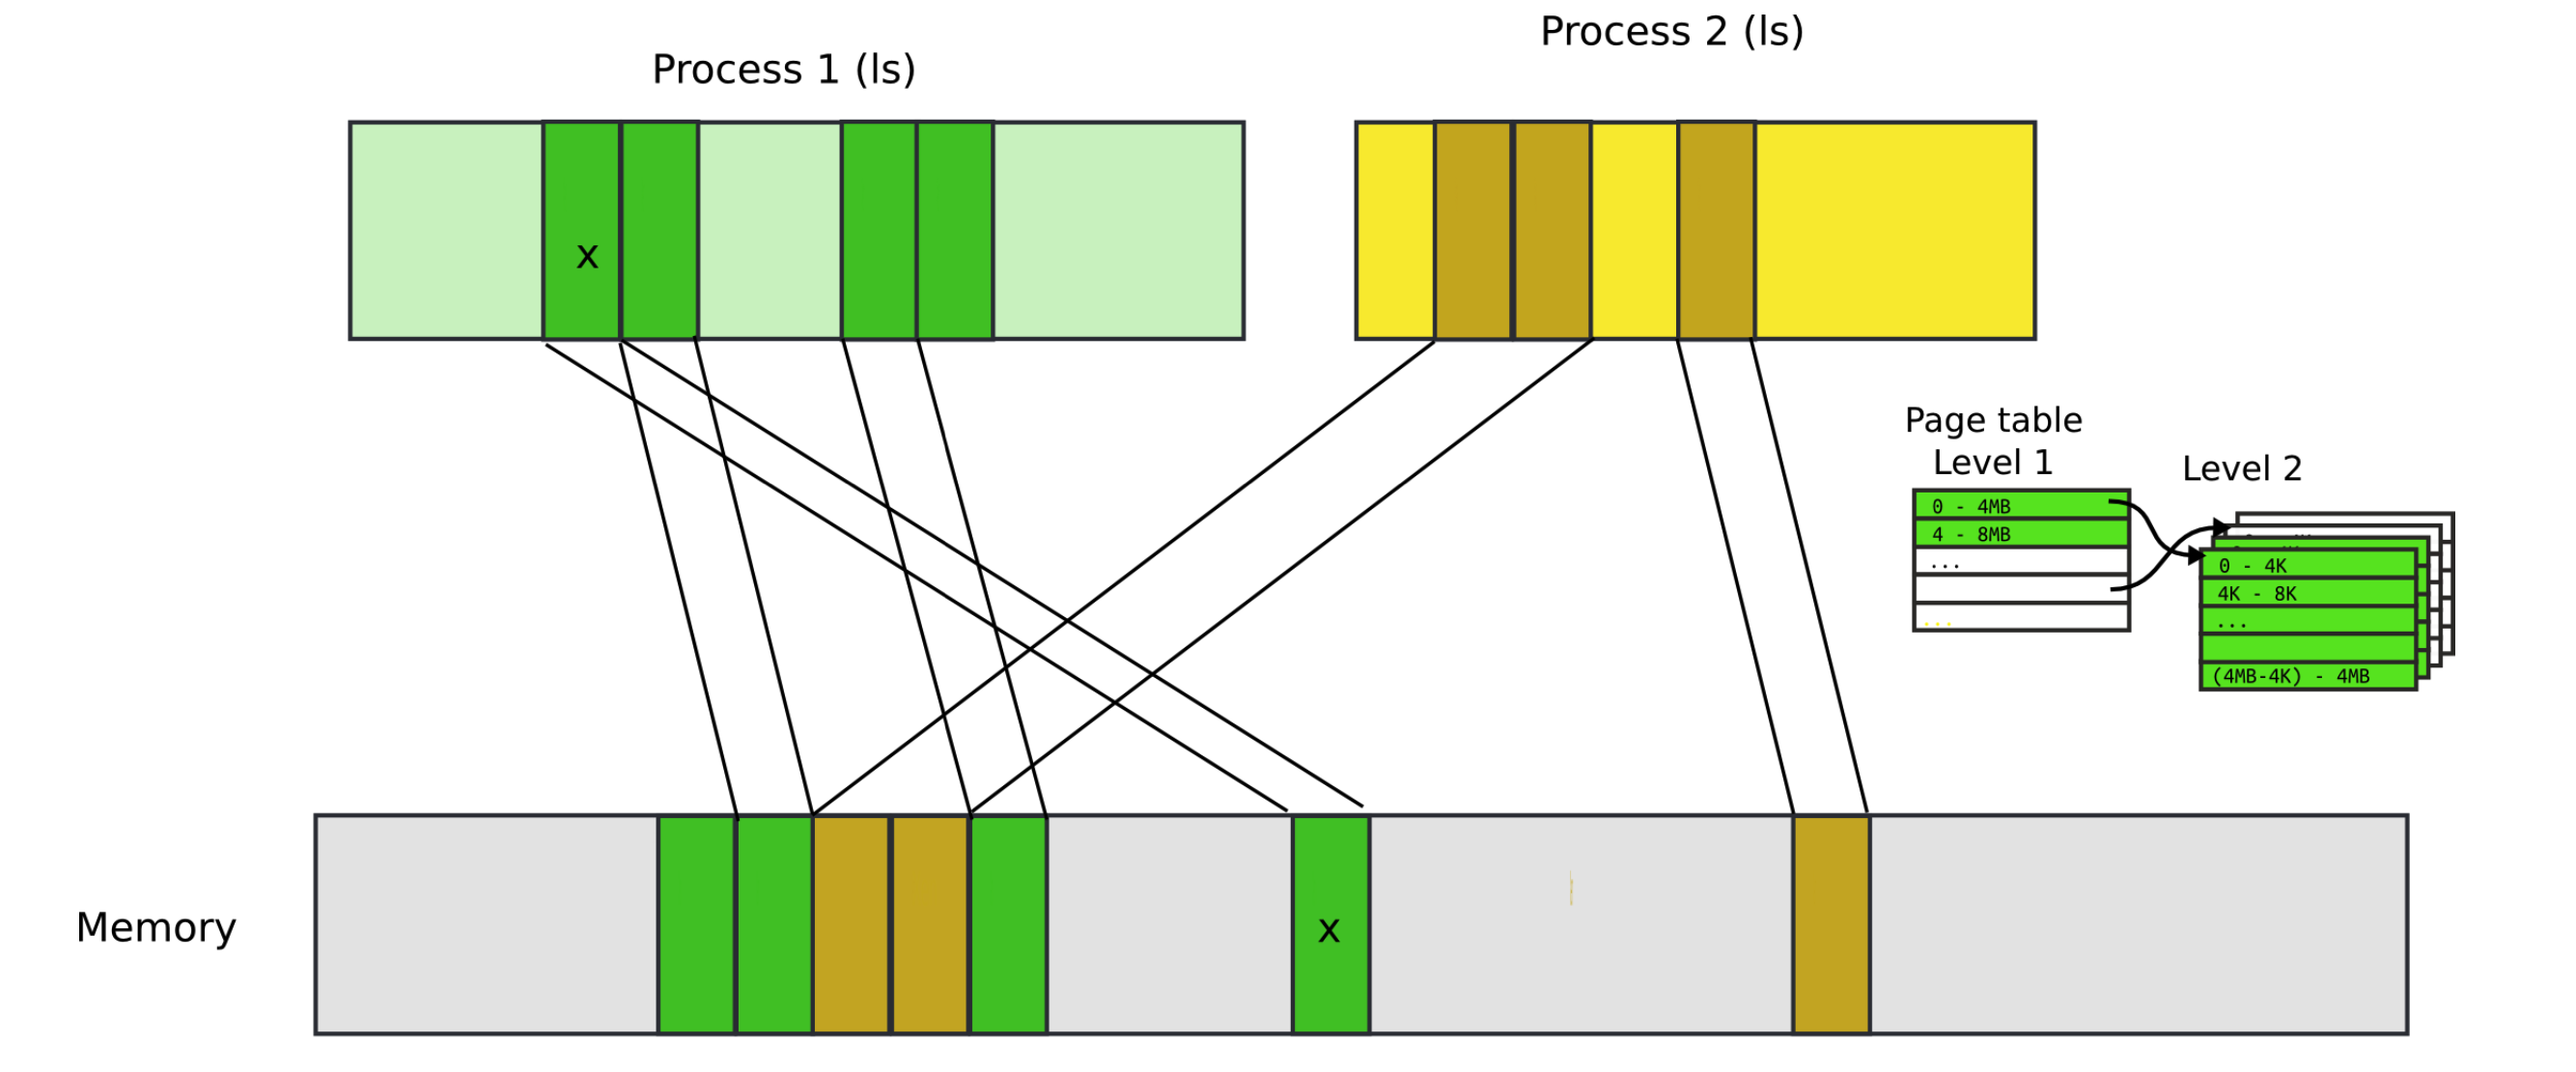 Process 1 (ls)
Process 2 (ls)
x
Page table
Level 1
Level 2
0 - 4MB
4 - 8MB
...
...
0 - 4K
4K - 8K
...
(4MB-4K) - 4MB
Memory
x